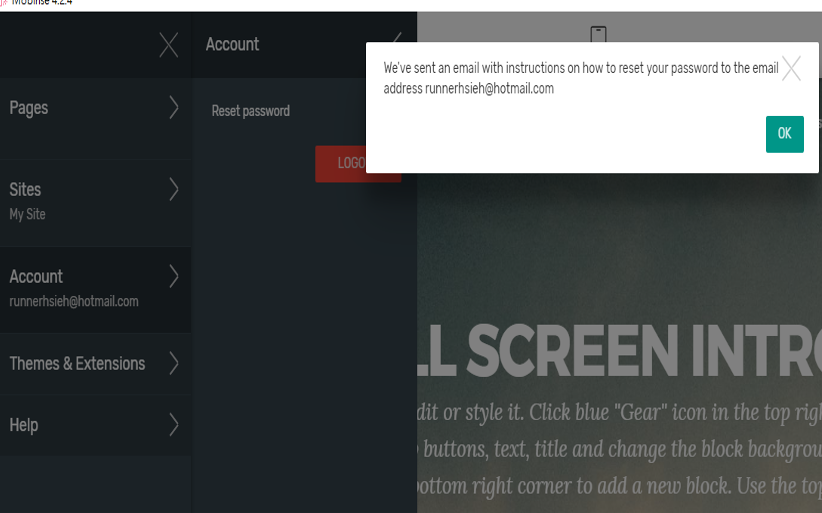 Mobirise 4.2.4
Account
We've sent an email with instructions on how to reset your password to the email
address runnerhsieh@hotmail.com
OK
Pages
Reset password
LOGO
Sites
My Site
Account
runnerhsieh@hotmail.com
Themes & Extensions
Help
LL SCREEN INTRO
dit or style it. Click blue "Gear" icon in the top righ
buttons, text, title and change the block backgrou
ottom right corner to add a new block. Use the top